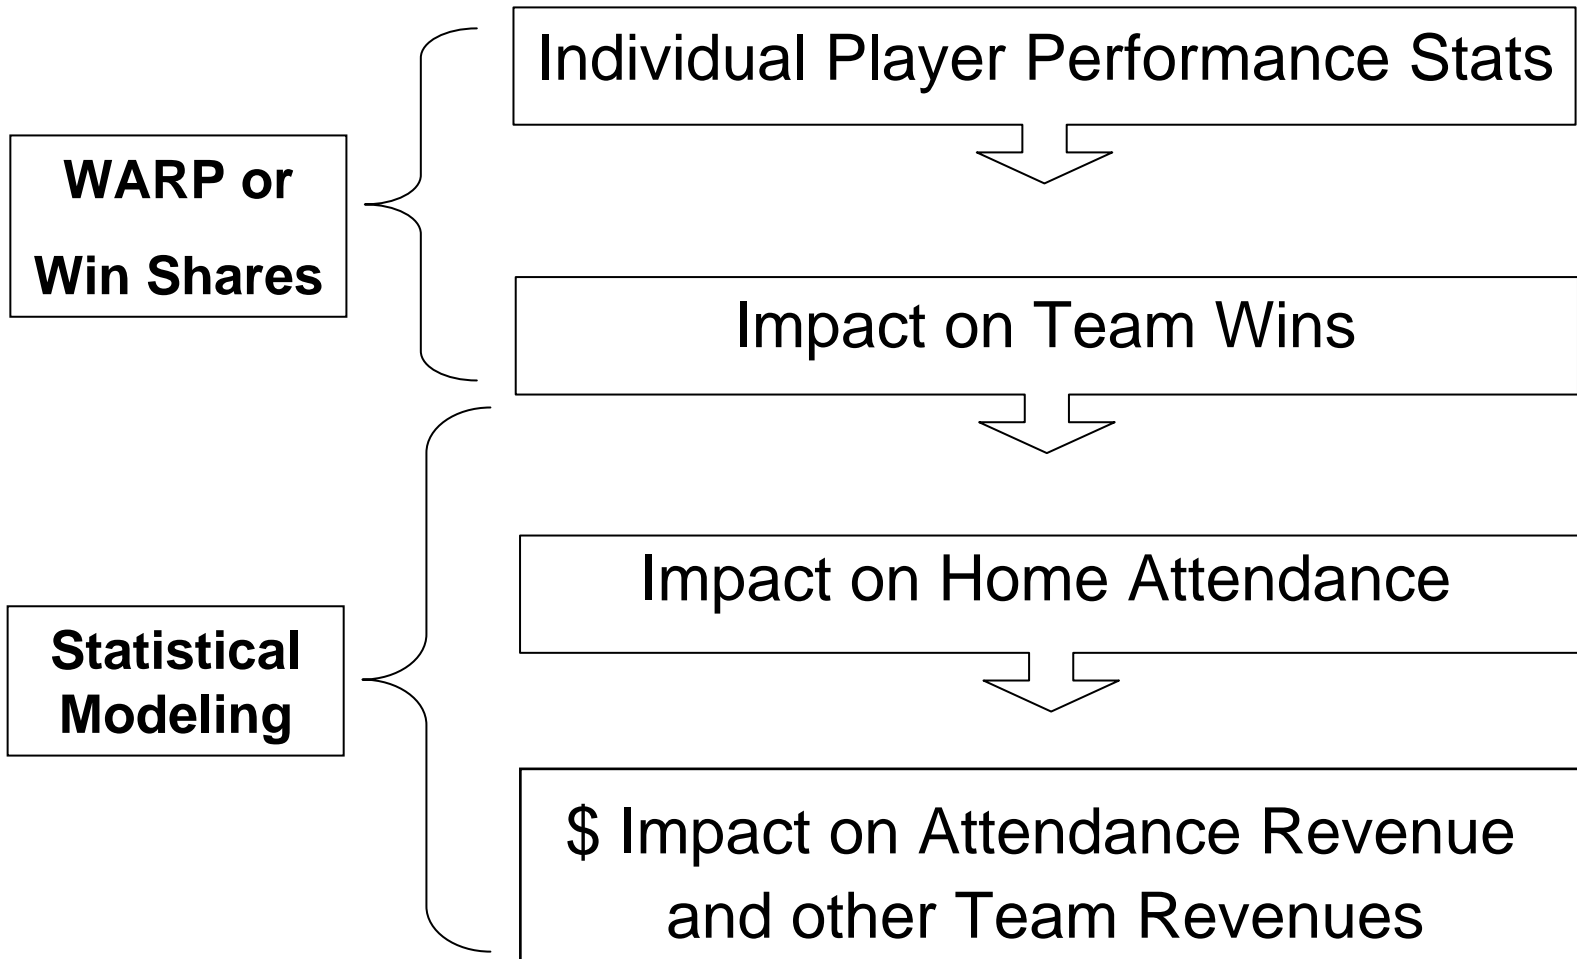 Individual Player Performance Stats
WARP or
Win Shares
Impact on Team Wins
Impact on Home Attendance
Statistical
Modeling
$ Impact on Attendance Revenue
and other Team Revenues